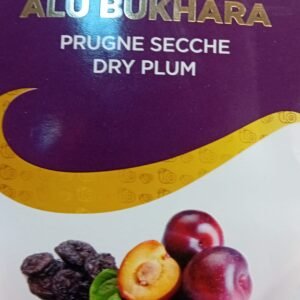 ALU BUKHARA
PRUGNE SECCHE
DRY PLUM